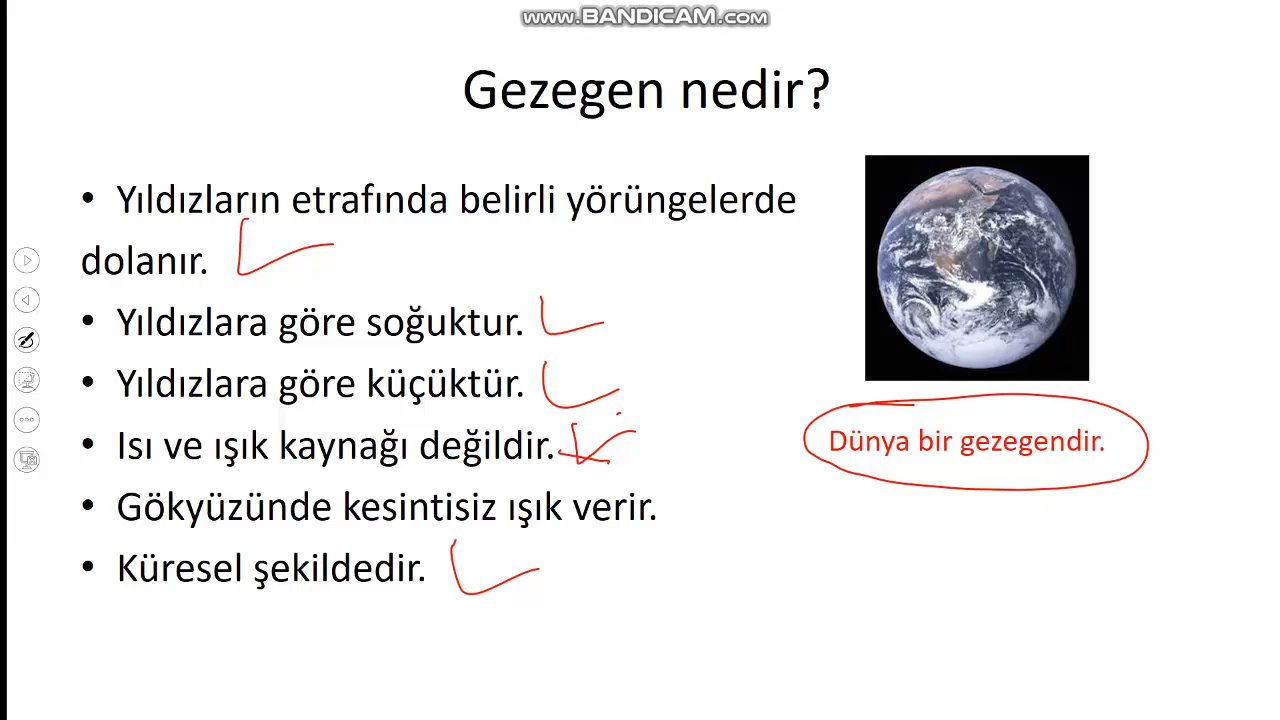 www.BANDICAM.com
Gezegen nedir?
• Yıldızların etrafında belirli yörüngelerde
dolanır.
• Yıldızlara göre soğuktur.
• Yıldızlara göre küçüktür.
• Isı ve ışık kaynağı değildir.
• Gökyüzünde kesintisiz ışık verir.
• Küresel şekildedir.
Dünya bir gezegendir.